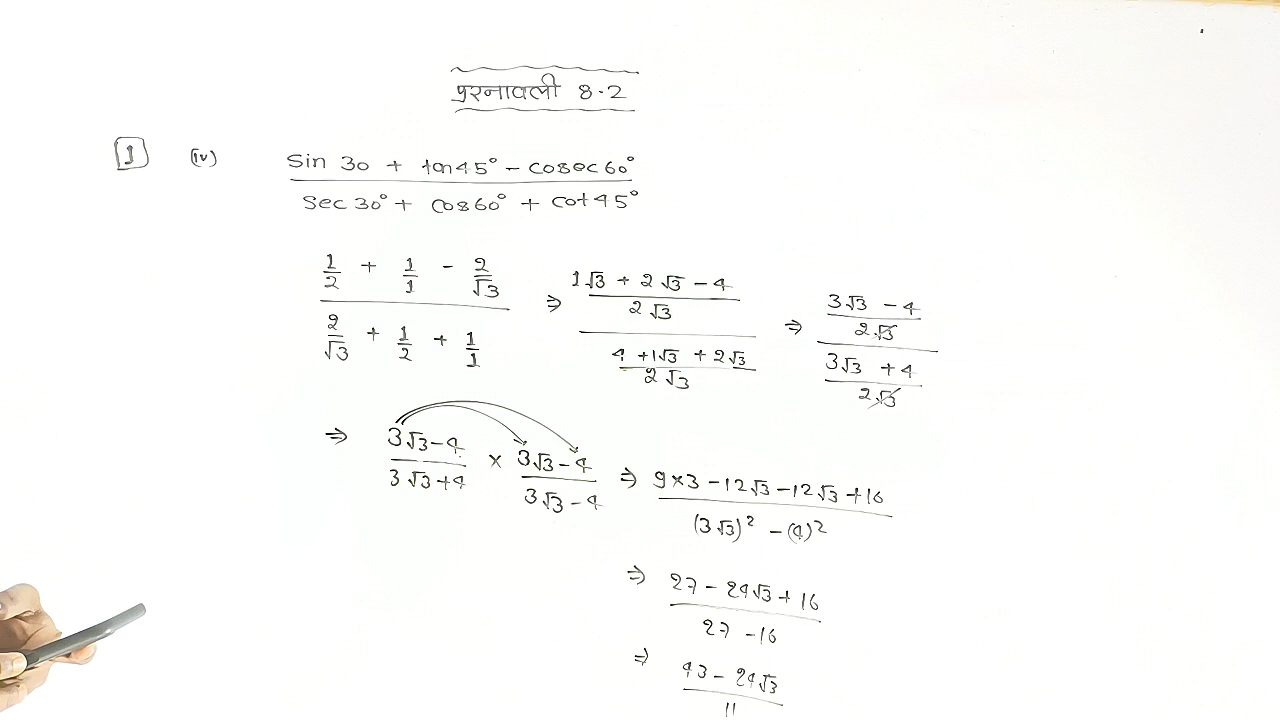 प्रश्नावली 8.2
1 (iv) sin 30 + tan 45° - cosec 60°
sec 30° + cos 60° + cot 45°
1/2 + 1/1 - 2/√3
2/√3 + 1/2 + 1/1
⇒ 1√3 + 2√3 - 4
2√3
4 + 1√3 + 2√3
2√3
⇒ 3√3 - 4
2√3
3√3 + 4
2√3
⇒ 3√3 - 4 / 3√3 + 4 × 3√3 - 4 / 3√3 - 4
⇒ 9×3 - 12√3 - 12√3 + 16
(3√3)² - (4)²
⇒ 27 - 24√3 + 16
27 - 16
⇒ 43 - 24√3
11